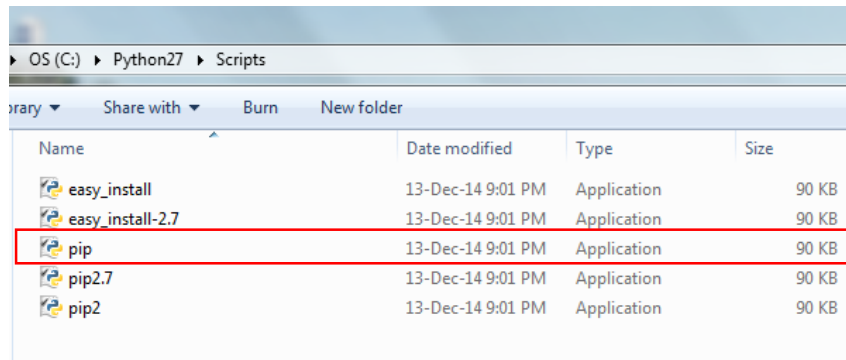 OS (C:) Python27 Scripts
Share with Burn New folder
Name Date modified Type Size
easy_install 13-Dec-14 9:01 PM Application 90 KB
easy_install-2.7 13-Dec-14 9:01 PM Application 90 KB
pip 13-Dec-14 9:01 PM Application 90 KB
pip2.7 13-Dec-14 9:01 PM Application 90 KB
pip2 13-Dec-14 9:01 PM Application 90 KB